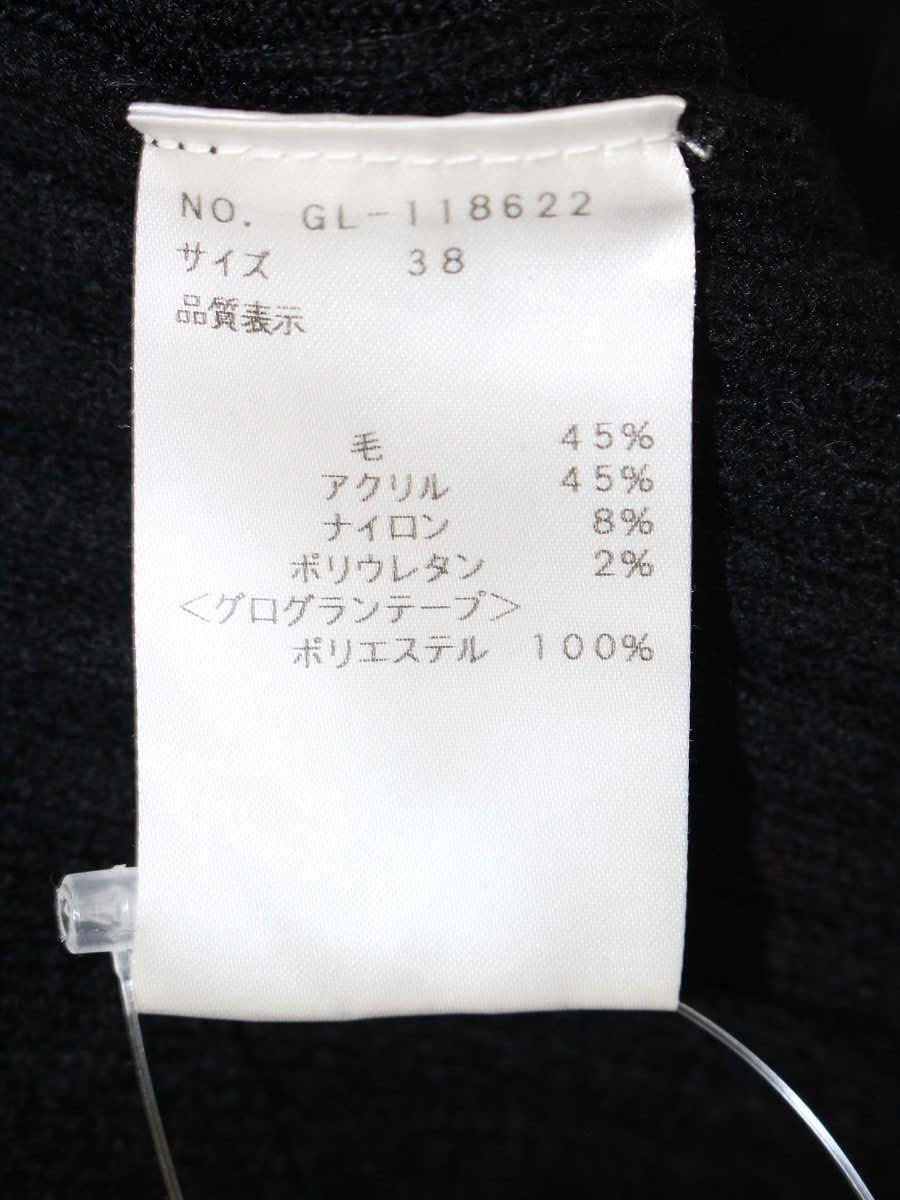 NO. GL-118622
サイズ 38
品質表示
毛 45%
アクリル 45%
ナイロン 8%
ポリウレタン 2%
＜グログランテープ＞
ポリエステル 100%